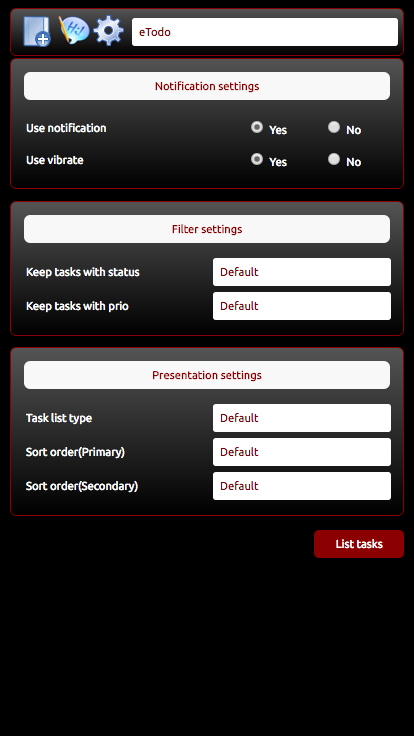 Hi!
eTodo
Notification settings
Use notification Yes No
Use vibrate Yes No
Filter settings
Keep tasks with status Default
Keep tasks with prio Default
Presentation settings
Task list type Default
Sort order(Primary) Default
Sort order(Secondary) Default
List tasks